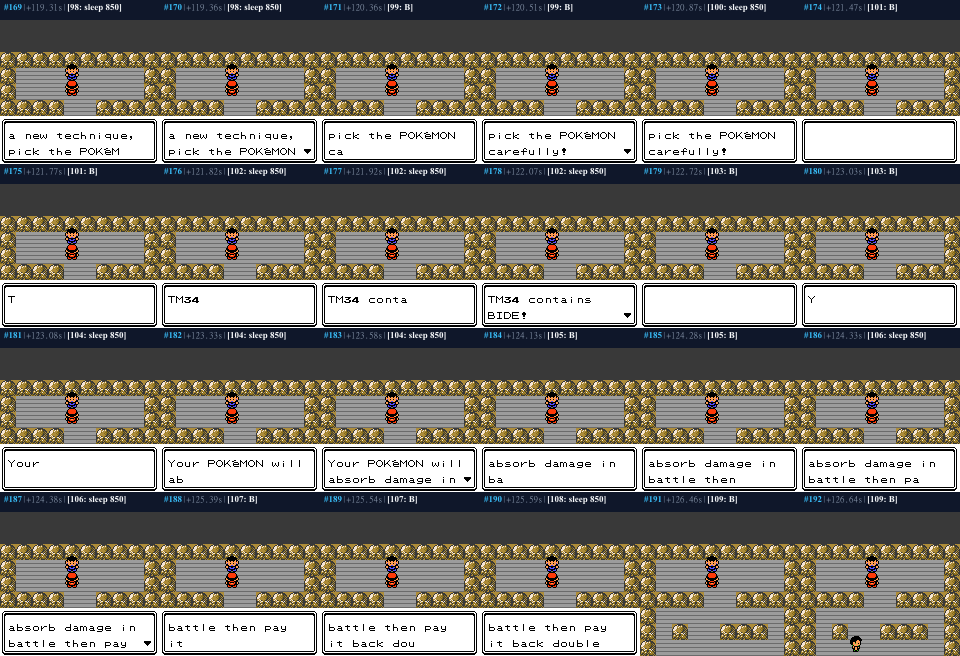 #169|+119.31s|[98: sleep 850]
#170|+119.36s|[98: sleep 850]
#171|+120.36s|[99: B]
#172|+120.51s|[99: B]
#173|+120.87s|[100: sleep 850]
#174|+121.47s|[101: B]
a new technique,
pick the POKéM
a new technique,
pick the POKéMON ▼
pick the POKéMON
ca
pick the POKéMON
carefully! ▼
pick the POKéMON
carefully!
#175|+121.77s|[101: B]
#176|+121.82s|[102: sleep 850]
#177|+121.92s|[102: sleep 850]
#178|+122.07s|[102: sleep 850]
#179|+122.72s|[103: B]
#180|+123.03s|[103: B]
T
TM34
TM34 conta
TM34 contains
BIDE! ▼
Y
#181|+123.08s|[104: sleep 850]
#182|+123.33s|[104: sleep 850]
#183|+123.58s|[104: sleep 850]
#184|+124.13s|[105: B]
#185|+124.28s|[105: B]
#186|+124.33s|[106: sleep 850]
Your
Your POKéMON will
ab
Your POKéMON will
absorb damage in ▼
absorb damage in
ba
absorb damage in
battle then
absorb damage in
battle then pa
#187|+124.38s|[106: sleep 850]
#188|+125.39s|[107: B]
#189|+125.54s|[107: B]
#190|+125.59s|[108: sleep 850]
#191|+126.46s|[109: B]
#192|+126.64s|[109: B]
absorb damage in
battle then pay ▼
battle then pay
it
battle then pay
it back dou
battle then pay
it back double